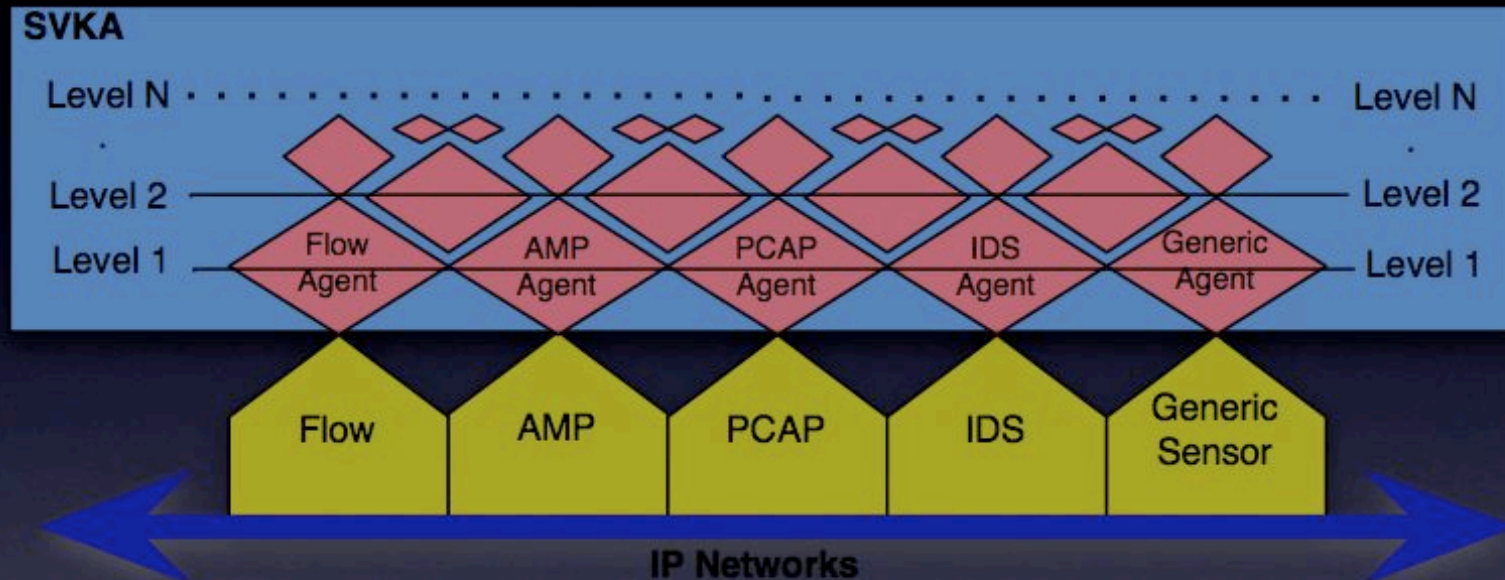 SVKA
Level N
Level N
Level 2
Level 2
Level 1
Level 1
Flow
Agent
AMP
Agent
PCAP
Agent
IDS
Agent
Generic
Agent
Flow
AMP
PCAP
IDS
Generic
Sensor
IP Networks